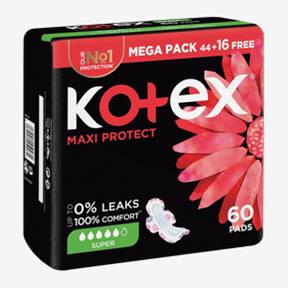 OUR
No1
PROTECTION*
MEGA PACK 44+16 FREE*
Kotex
MAXI PROTECT
UP TO
0% LEAKS
100% COMFORT*
SUPER
60
PADS